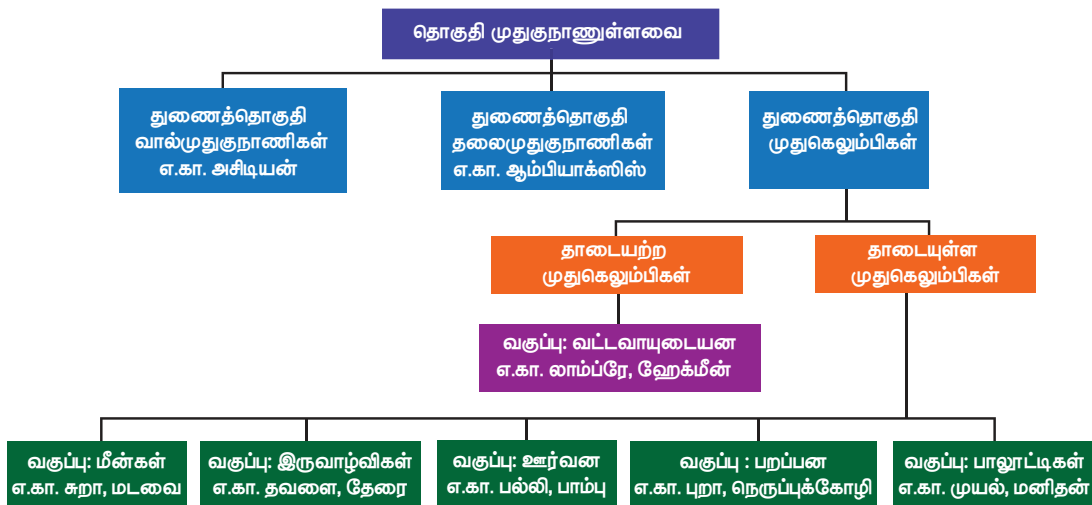 தொகுதி முதுகுநாணுள்ளவை
துணைத்தொகுதி
வால்முதுகுநாணிகள்
எ.கா. அசிடியன்
துணைத்தொகுதி
தலைமுதுகுநாணிகள்
எ.கா. ஆம்பியாக்ஸிஸ்
துணைத்தொகுதி
முதுகெலும்பிகள்
தாடையற்ற
முதுகெலும்பிகள்
தாடையுள்ள
முதுகெலும்பிகள்
வகுப்பு: வட்டவாயுடையன
எ.கா. லாம்ப்ரே, ஹேக்மீன்
வகுப்பு: மீன்கள்
எ.கா. சுறா, மடவை
வகுப்பு: இருவாழ்விகள்
எ.கா. தவளை, தேரை
வகுப்பு: ஊர்வன
எ.கா. பல்லி, பாம்பு
வகுப்பு : பறப்பன
எ.கா. புறா, நெருப்புக்கோழி
வகுப்பு: பாலூட்டிகள்
எ.கா. முயல், மனிதன்